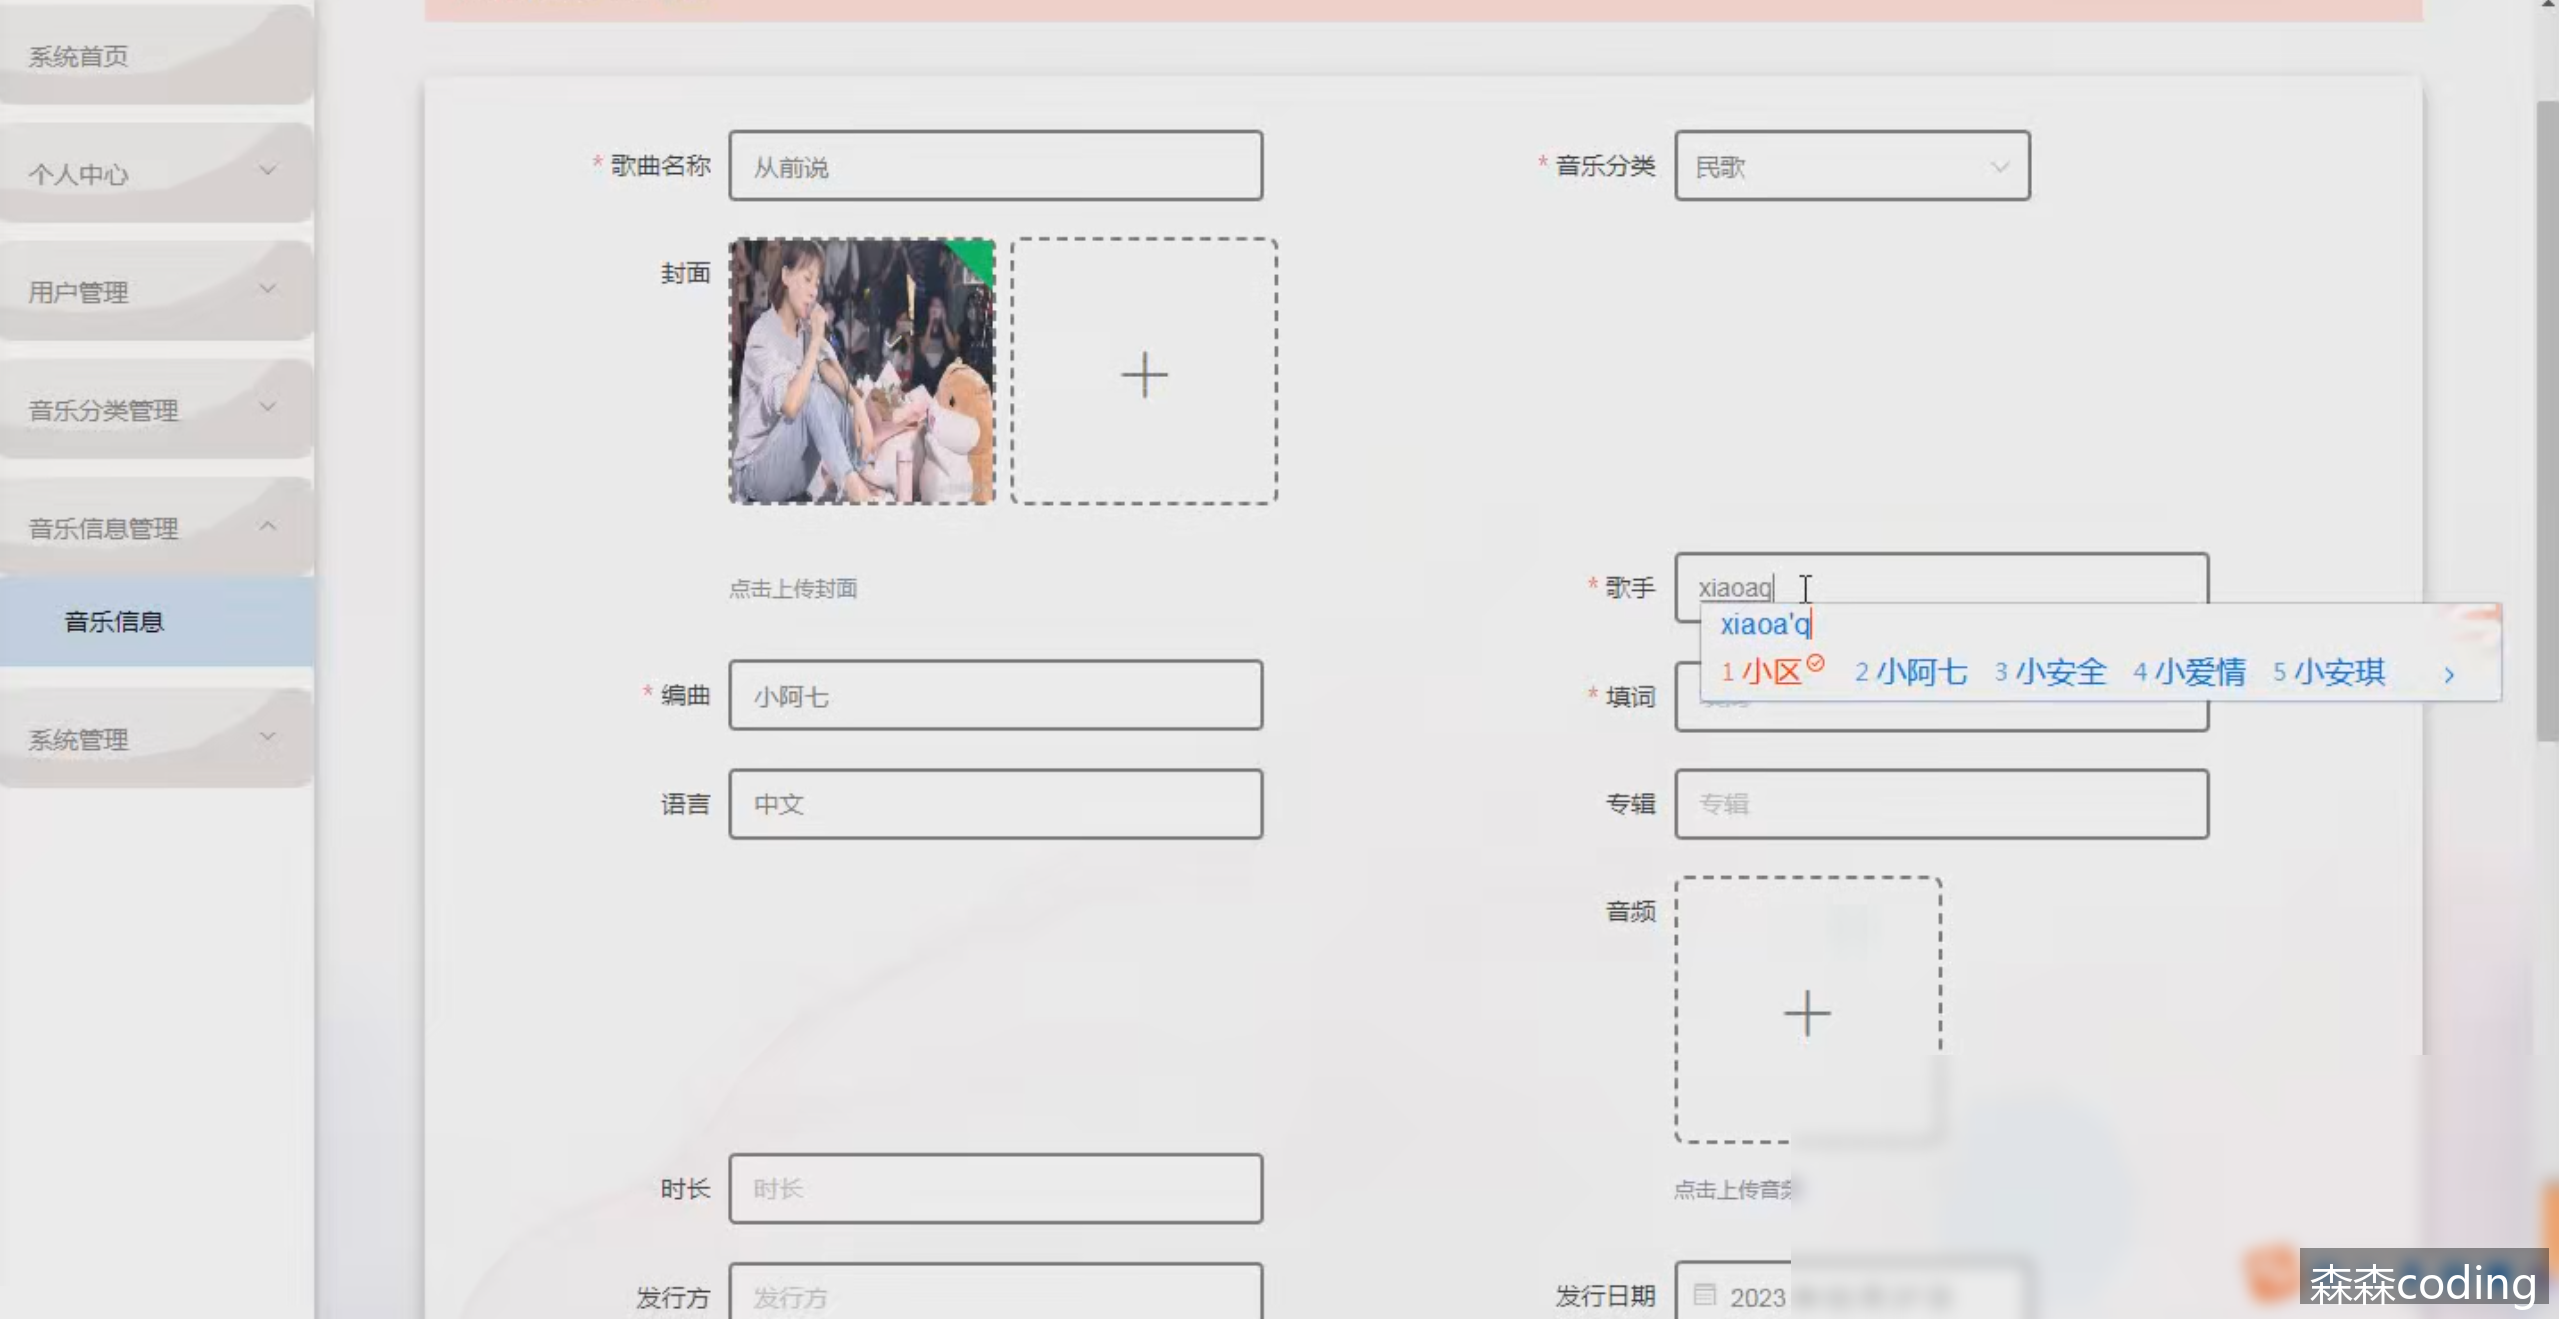 系统首页
个人中心
用户管理
音乐分类管理
音乐信息管理
音乐信息
系统管理
* 歌曲名称 从前说
* 音乐分类 民歌
封面
点击上传封面
* 歌手 xiaoaq
xiaoa'q
1 小区 2 小阿七 3 小安全 4 小爱情 5 小安琪
* 编曲 小阿七
* 填词
语言 中文
专辑 专辑
音频
时长 时长
点击上传音频
发行方 发行方
发行日期 2023
森森coding